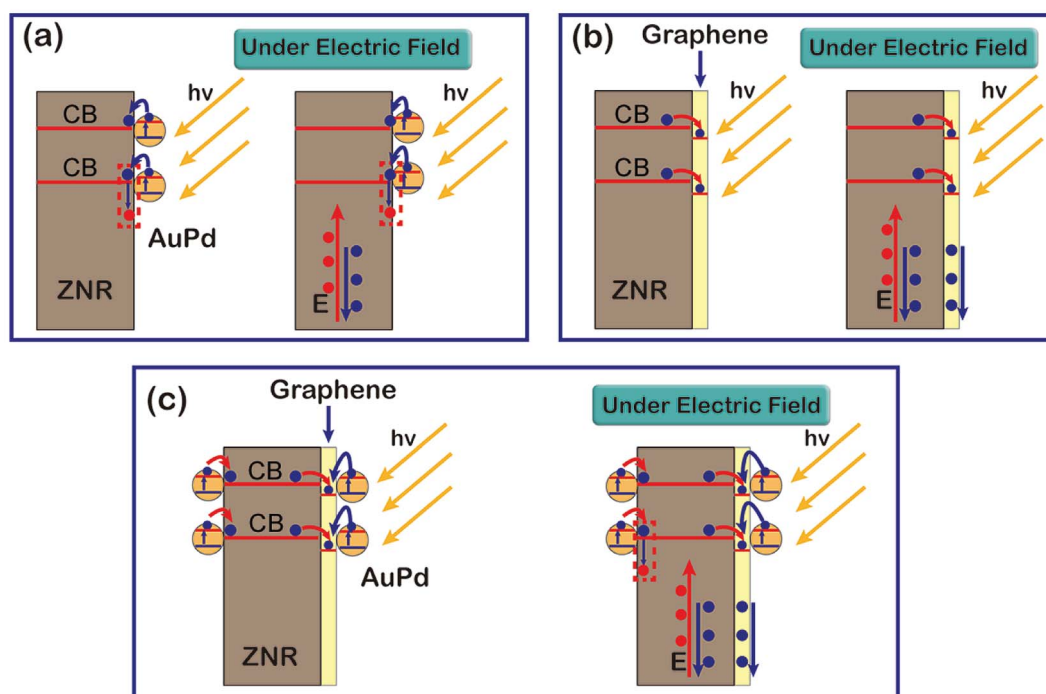 (a)
Under Electric Field
hv
hv
CB
CB
AuPd
ZNR
E
(b)
Graphene
Under Electric Field
hv
hv
CB
CB
ZNR
E
(c)
Graphene
Under Electric Field
hv
hv
CB
CB
AuPd
ZNR
E